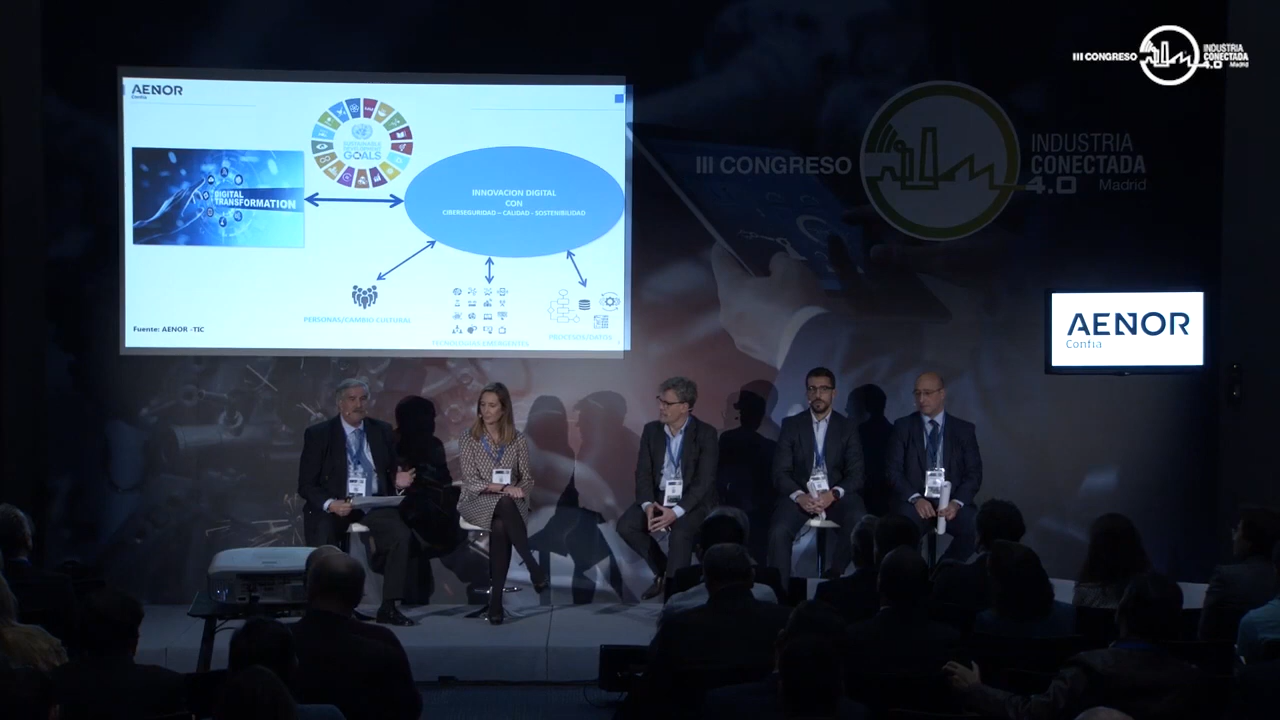 AENOR
Confía
SUSTAINABLE
DEVELOPMENT
GOALS
DIGITAL
TRANSFORMATION
INNOVACION DIGITAL
CON
CIBERSEGURIDAD – CALIDAD - SOSTENIBILIDAD
PERSONAS/CAMBIO CULTURAL
TECNOLOGIAS EMERGENTES
PROCESOS/DATOS
Fuente: AENOR -TIC
III CONGRESO
INDUSTRIA
CONECTADA
4.0 Madrid
III CONGRESO
INDUSTRIA
CONECTADA
4.0 Madrid
AENOR
Confía